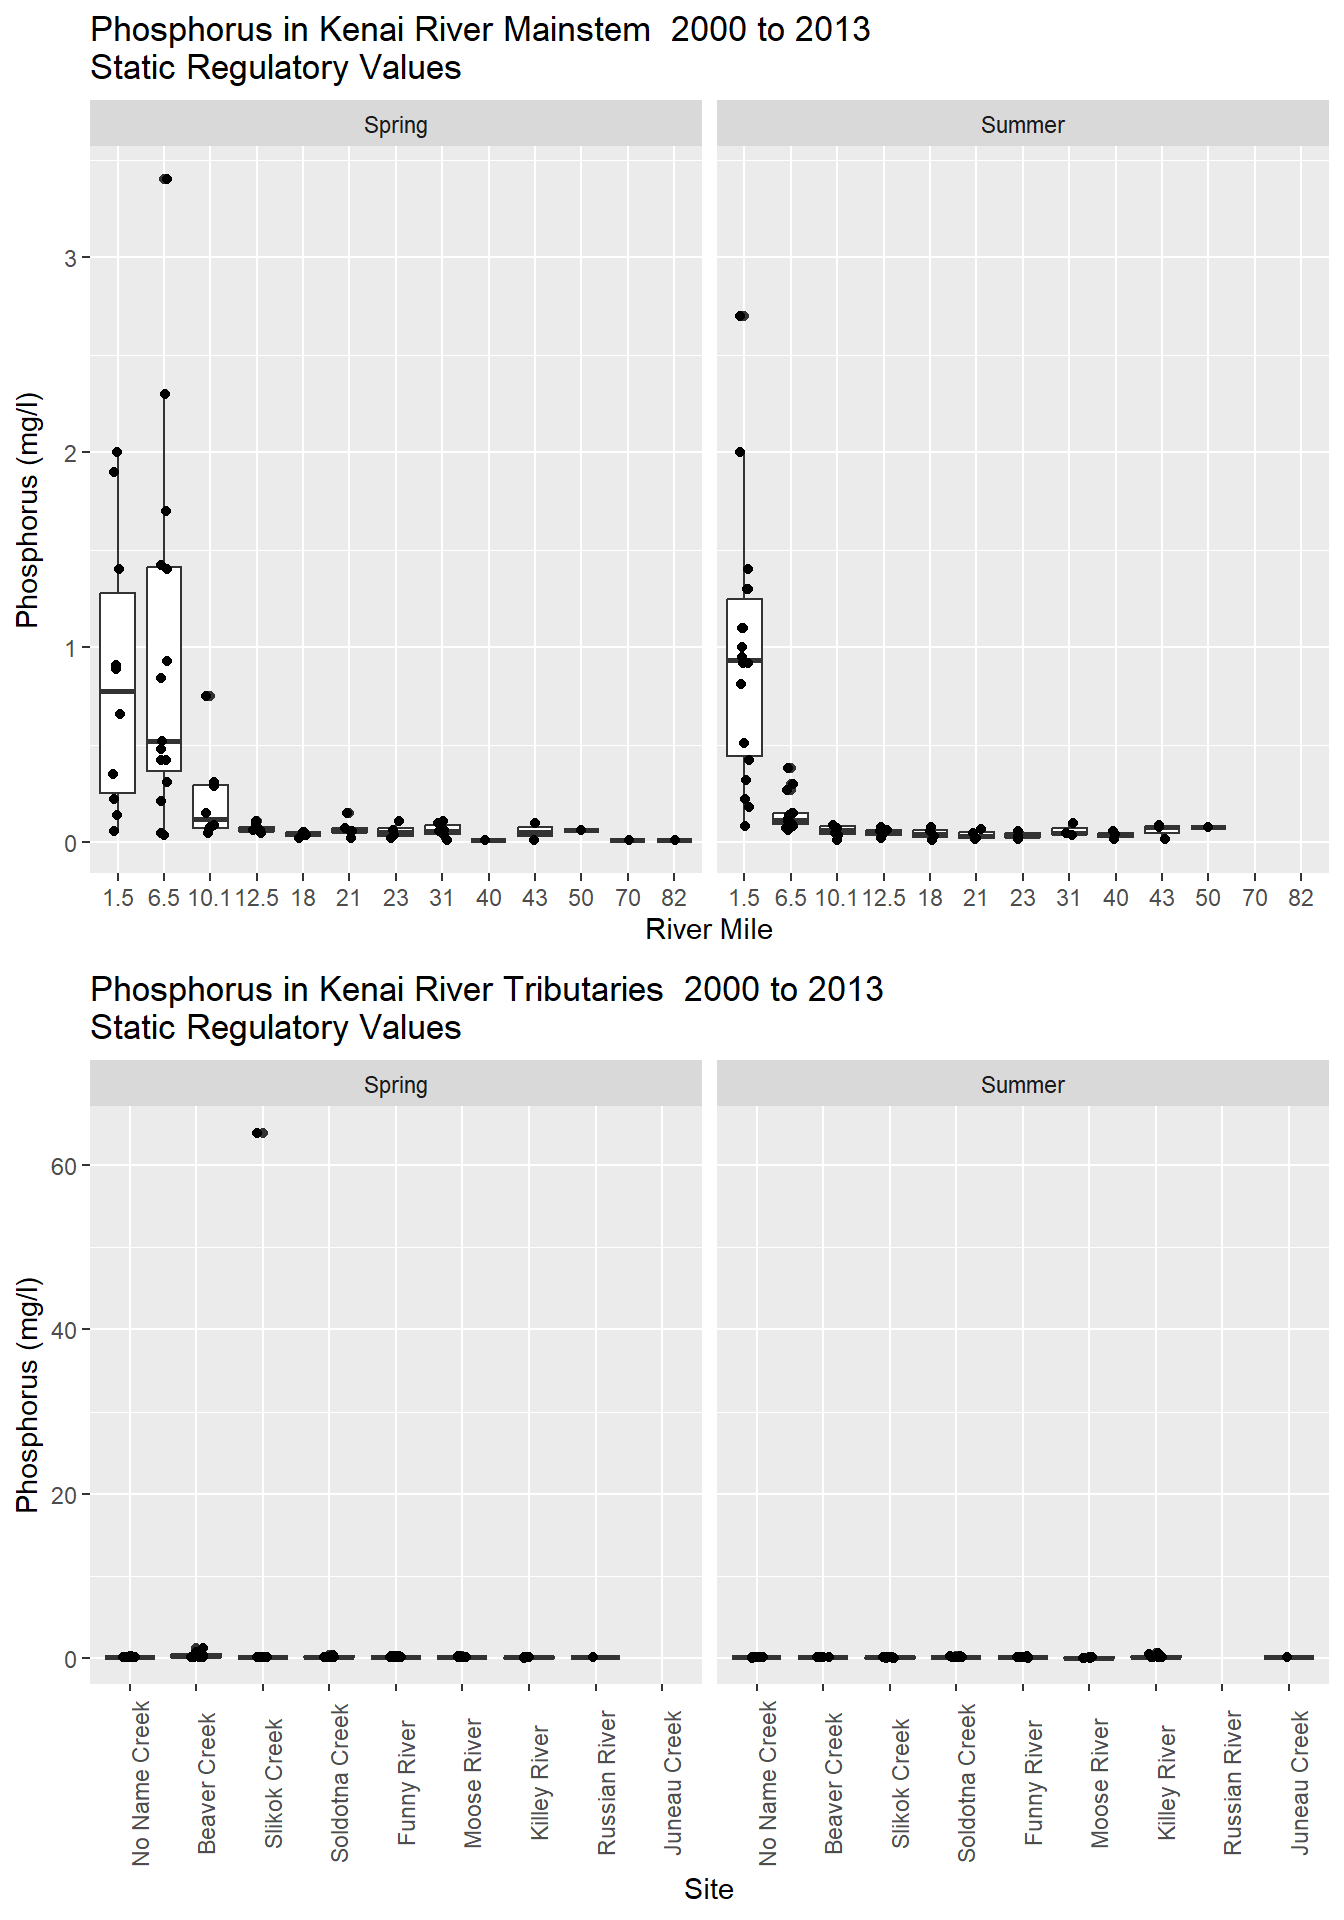 Phosphorus in Kenai River Mainstem  2000 to 2013
Static Regulatory Values
Spring
Summer
Phosphorus (mg/l)
3
2
1
0
1.5 6.5 10.1 12.5 18 21 23 31 40 43 50 70 82
1.5 6.5 10.1 12.5 18 21 23 31 40 43 50 70 82
River Mile
Phosphorus in Kenai River Tributaries  2000 to 2013
Static Regulatory Values
Spring
Summer
Phosphorus (mg/l)
60
40
20
0
No Name Creek
Beaver Creek
Slikok Creek
Soldotna Creek
Funny River
Moose River
Killey River
Russian River
Juneau Creek
No Name Creek
Beaver Creek
Slikok Creek
Soldotna Creek
Funny River
Moose River
Killey River
Russian River
Juneau Creek
Site